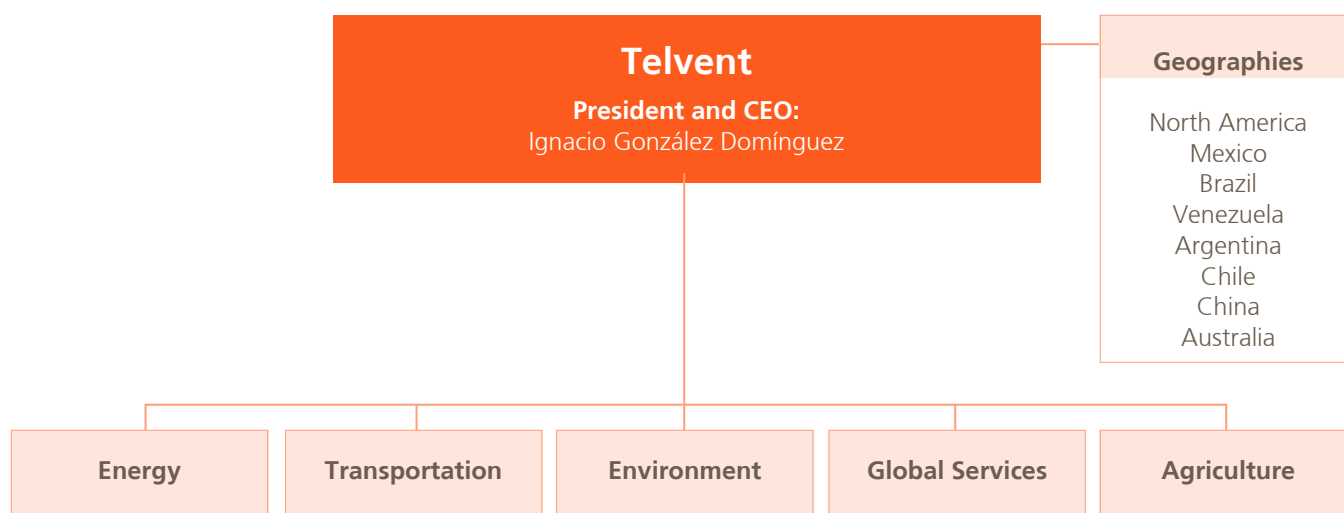 Telvent
President and CEO:
Ignacio González Domínguez
Geographies
North America
Mexico
Brazil
Venezuela
Argentina
Chile
China
Australia
Energy
Transportation
Environment
Global Services
Agriculture